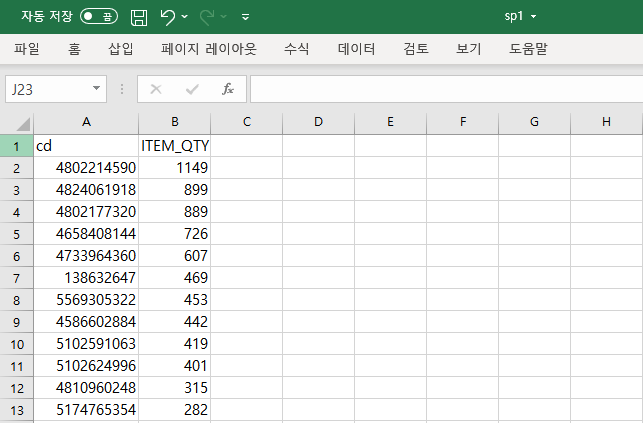 자동 저장 끔 sp1
파일 홈 삽입 페이지 레이아웃 수식 데이터 검토 보기 도움말
J23 fx
A B C D E F G H
1 cd ITEM_QTY
2 4802214590 1149
3 4824061918 899
4 4802177320 889
5 4658408144 726
6 4733964360 607
7 138632647 469
8 5569305322 453
9 4586602884 442
10 5102591063 419
11 5102624996 401
12 4810960248 315
13 5174765354 282